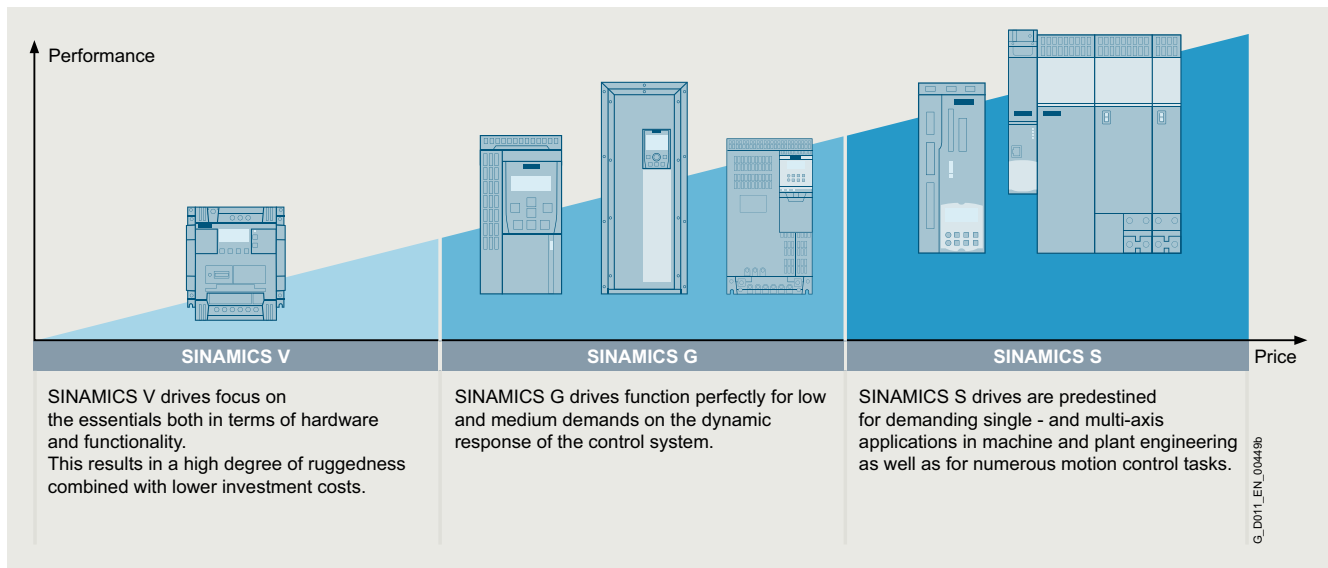 Performance
SINAMICS V
SINAMICS G
SINAMICS S
Price
SINAMICS V drives focus on
the essentials both in terms of hardware
and functionality.
This results in a high degree of ruggedness
combined with lower investment costs.
SINAMICS G drives function perfectly for low
and medium demands on the dynamic
response of the control system.
SINAMICS S drives are predestined
for demanding single - and multi-axis
applications in machine and plant engineering
as well as for numerous motion control tasks.
G_D011_EN_00449b